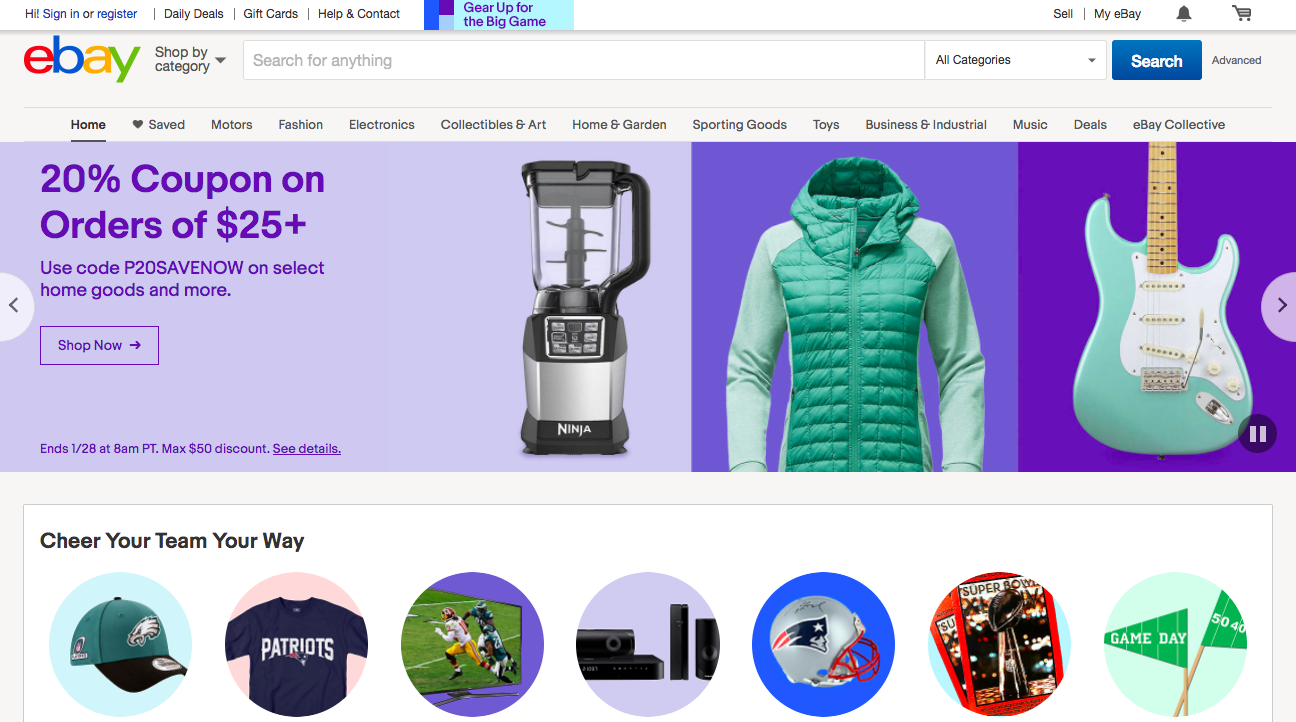 Hi! Sign in or register
Daily Deals
Gift Cards
Help & Contact
Gear Up for
the Big Game
Sell
My eBay
ebay
Shop by
category
Search for anything
All Categories
Search
Advanced
Home
Saved
Motors
Fashion
Electronics
Collectibles & Art
Home & Garden
Sporting Goods
Toys
Business & Industrial
Music
Deals
eBay Collective
20% Coupon on
Orders of $25+
Use code P20SAVENOW on select
home goods and more.
Shop Now
Ends 1/28 at 8am PT. Max $50 discount. See details.
NINJA
Cheer Your Team Your Way
PATRIOTS
SUPER BOWL
GAME DAY
50 40